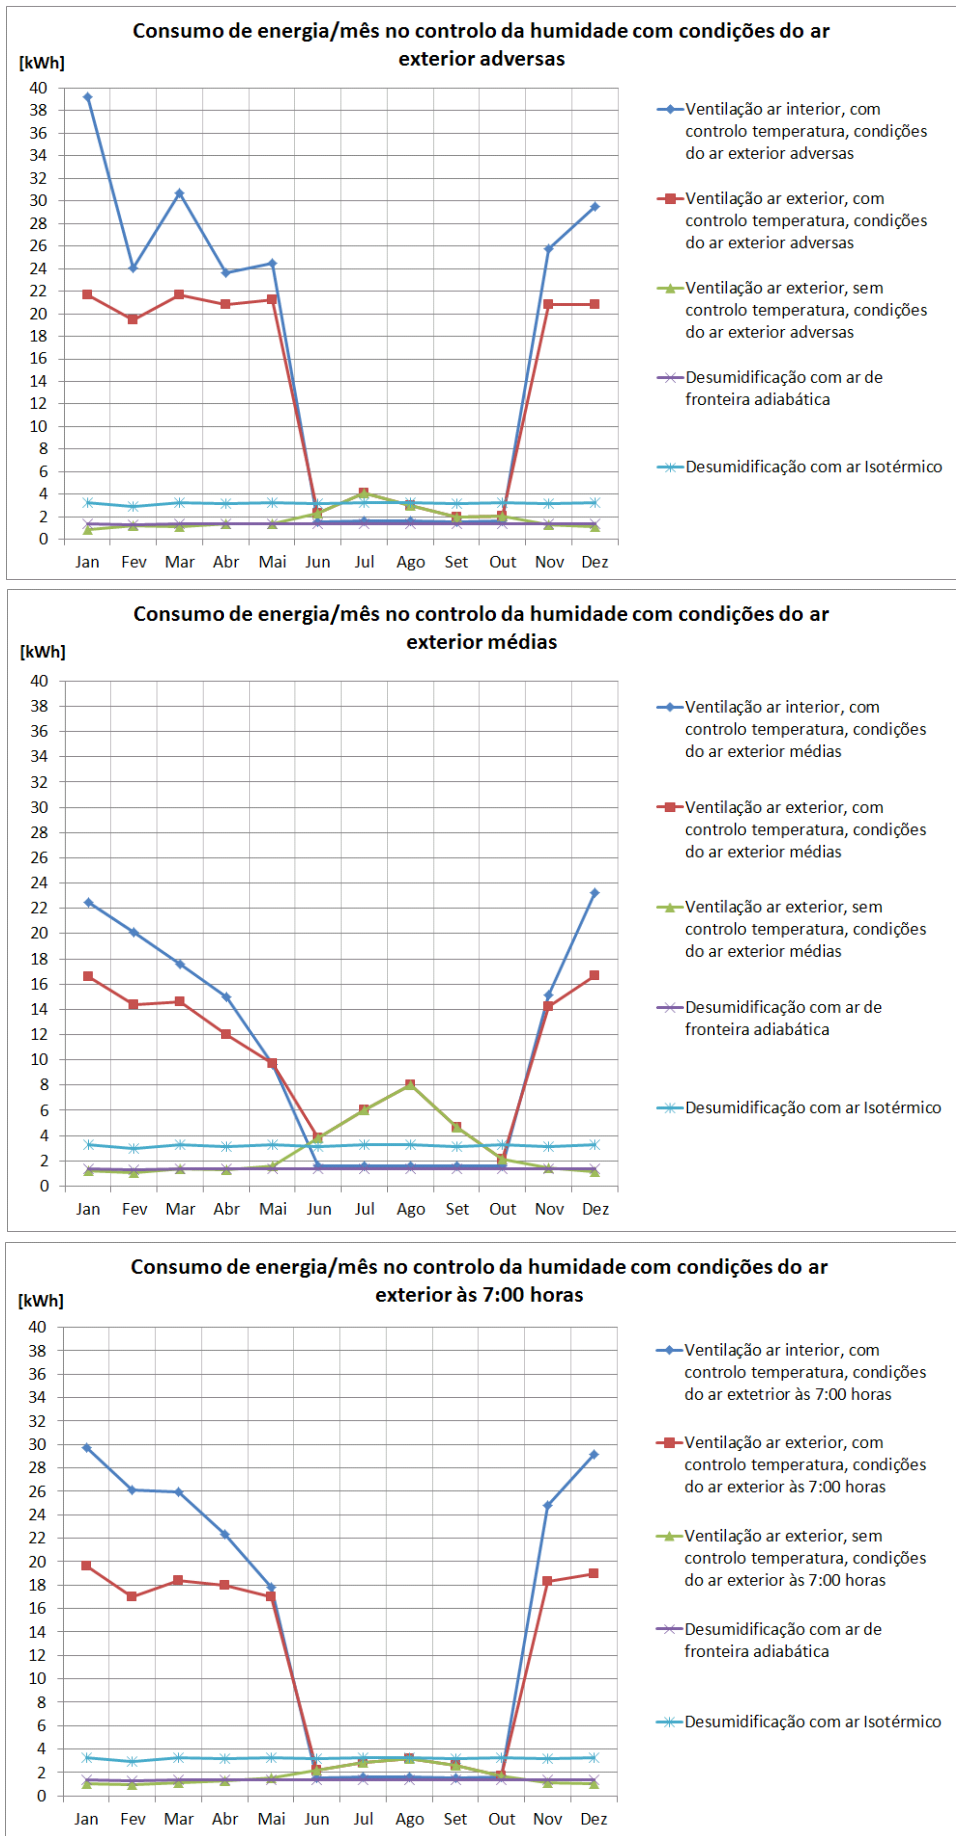 Consumo de energia/mês no controlo da humidade com condições do ar
exterior adversas
[kWh]
40
38
36
34
32
30
28
26
24
22
20
18
16
14
12
10
8
6
4
2
0
Jan Fev Mar Abr Mai Jun Jul Ago Set Out Nov Dez
Ventilação ar interior, com
controlo temperatura, condições
do ar exterior adversas
Ventilação ar exterior, com
controlo temperatura, condições
do ar exterior adversas
Ventilação ar exterior, sem
controlo temperatura, condições
do ar exterior adversas
Desumidificação com ar de
fronteira adiabática
Desumidificação com ar Isotérmico
Consumo de energia/mês no controlo da humidade com condições do ar
exterior médias
[kWh]
40
38
36
34
32
30
28
26
24
22
20
18
16
14
12
10
8
6
4
2
0
Jan Fev Mar Abr Mai Jun Jul Ago Set Out Nov Dez
Ventilação ar interior, com
controlo temperatura, condições
do ar exterior médias
Ventilação ar exterior, com
controlo temperatura, condições
do ar exterior médias
Ventilação ar exterior, sem
controlo temperatura, condições
do ar exterior médias
Desumidificação com ar de
fronteira adiabática
Desumidificação com ar Isotérmico
Consumo de energia/mês no controlo da humidade com condições do ar
exterior às 7:00 horas
[kWh]
40
38
36
34
32
30
28
26
24
22
20
18
16
14
12
10
8
6
4
2
0
Jan Fev Mar Abr Mai Jun Jul Ago Set Out Nov Dez
Ventilação ar interior, com
controlo temperatura, condições
do ar extetrior às 7:00 horas
Ventilação ar exterior, com
controlo temperatura, condições
do ar exterior às 7:00 horas
Ventilação ar exterior, sem
controlo temperatura, condições
do ar exterior às 7:00 horas
Desumidificação com ar de
fronteira adiabática
Desumidificação com ar Isotérmico